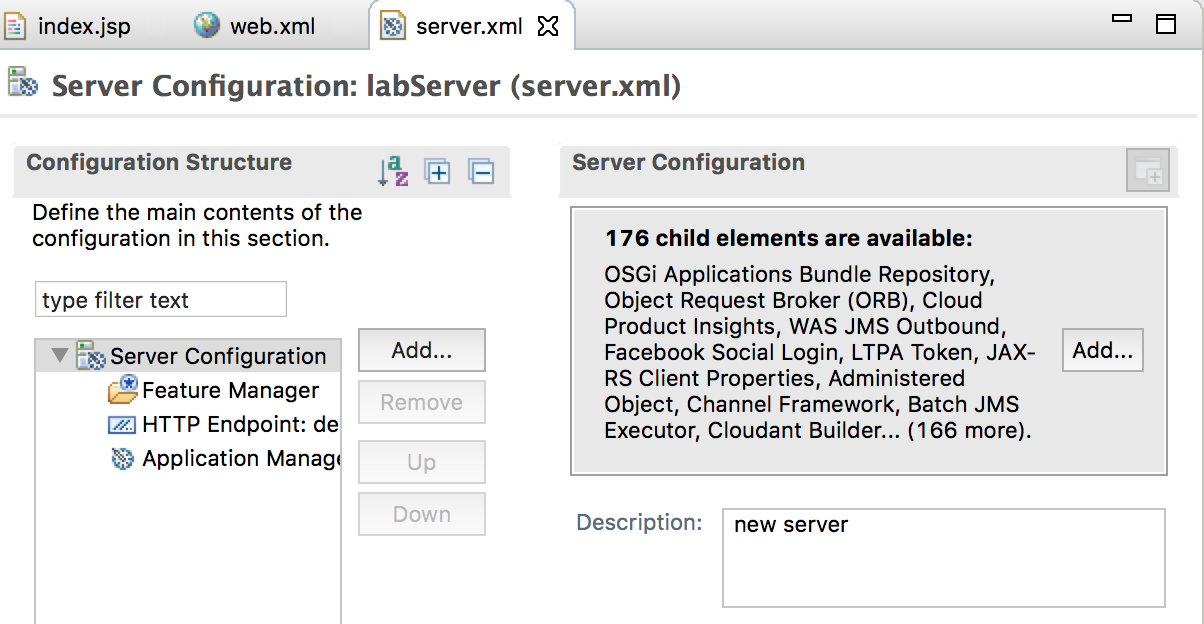 index.jsp
web.xml
server.xml
Server Configuration: labServer (server.xml)
Configuration Structure
a
z
Define the main contents of the
configuration in this section.
type filter text
Server Configuration
Feature Manager
HTTP Endpoint: de
Application Manage
Add...
Remove
Up
Down
Server Configuration
176 child elements are available:
OSGi Applications Bundle Repository,
Object Request Broker (ORB), Cloud
Product Insights, WAS JMS Outbound,
Facebook Social Login, LTPA Token, JAX-
RS Client Properties, Administered
Object, Channel Framework, Batch JMS
Executor, Cloudant Builder... (166 more).
Add...
Description:
new server